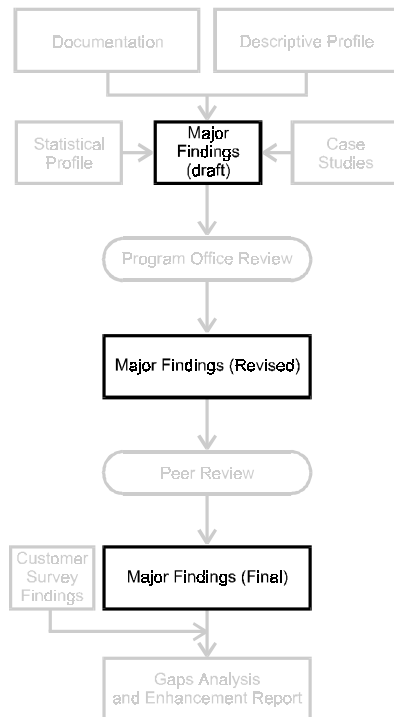 Documentation
Descriptive Profile
Statistical
Profile
Major
Findings
(draft)
Case
Studies
Program Office Review
Major Findings (Revised)
Peer Review
Customer
Survey
Findings
Major Findings (Final)
Gaps Analysis
and Enhancement Report